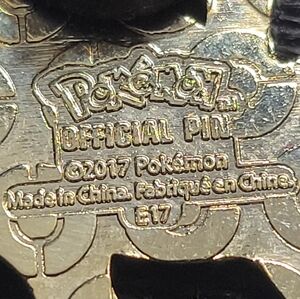 Pokémon
OFFICIAL PIN
©2017 Pokémon
Made in China. Fabriqué en Chine.
E17